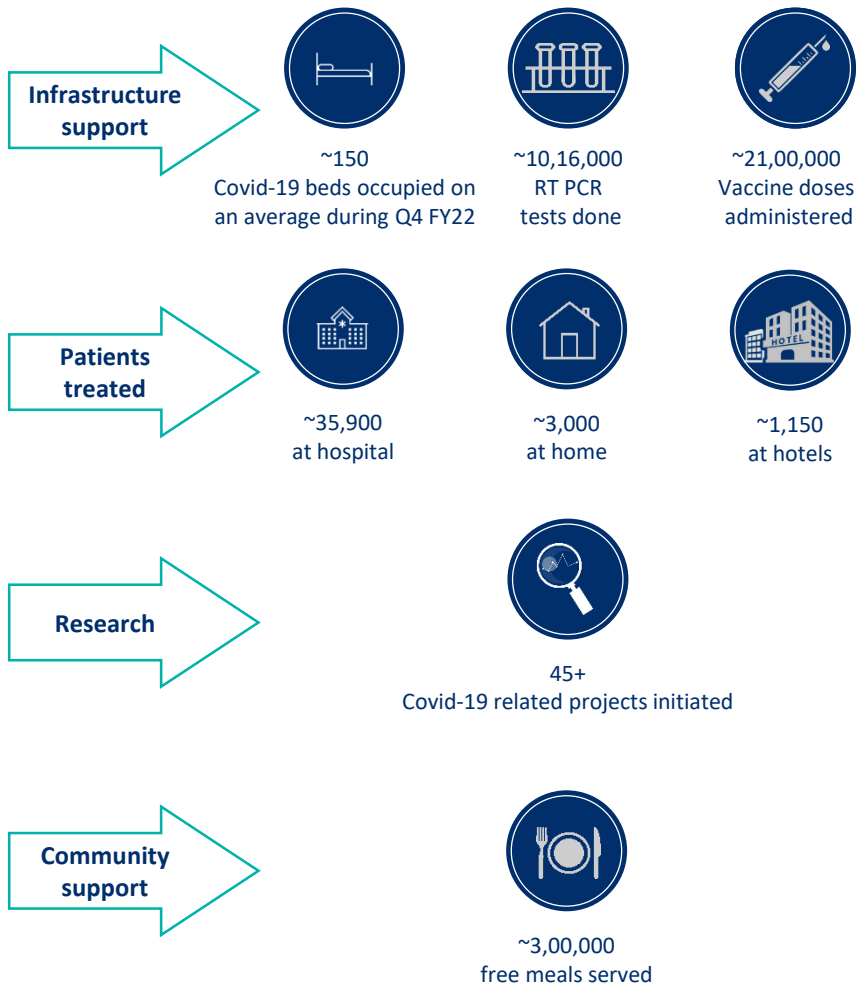 Infrastructure
support
~150
Covid-19 beds occupied on
an average during Q4 FY22
~10,16,000
RT PCR
tests done
~21,00,000
Vaccine doses
administered
Patients
treated
~35,900
at hospital
~3,000
at home
HOTEL
~1,150
at hotels
Research
45+
Covid-19 related projects initiated
Community
support
~3,00,000
free meals served